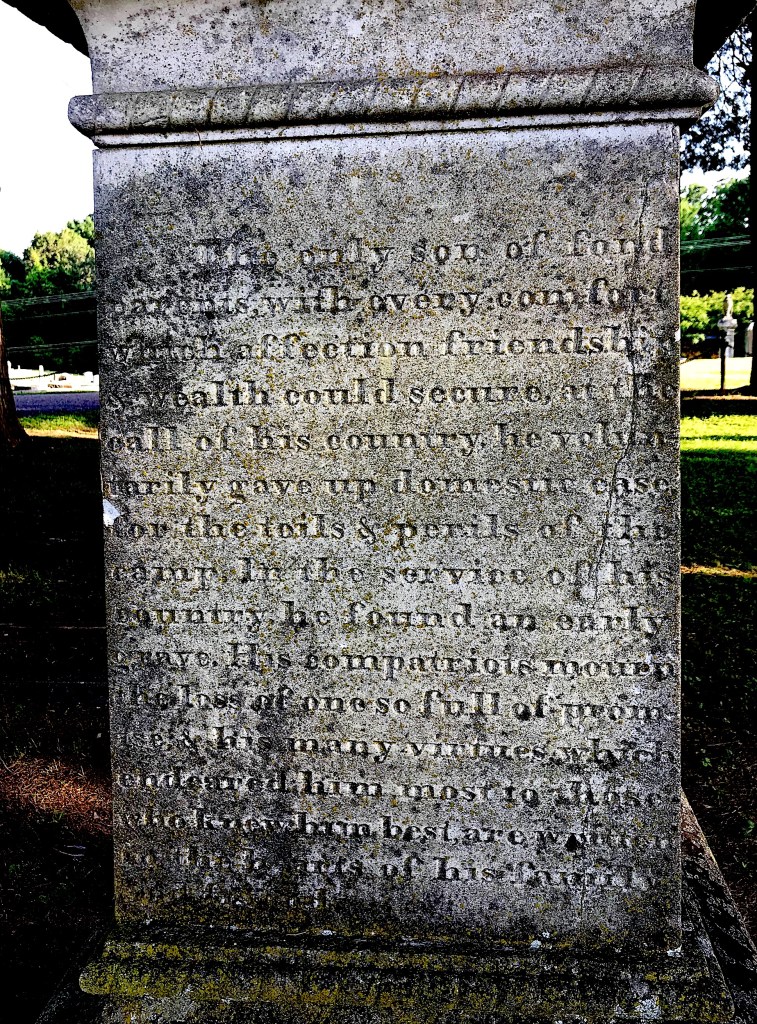 The only son of fond
parents, with every comfort
which affection friendship
& wealth could secure, at the
call of his country, he volun
tarily gave up domestic ease,
for the toils & perils of the
camp. In the service of his
country, he found an early
grave. His compatriots mourn
the loss of one so full of prom-
ise, & his many virtues, which
endeared him most to those
who knew him best, are written
on the hearts of his family